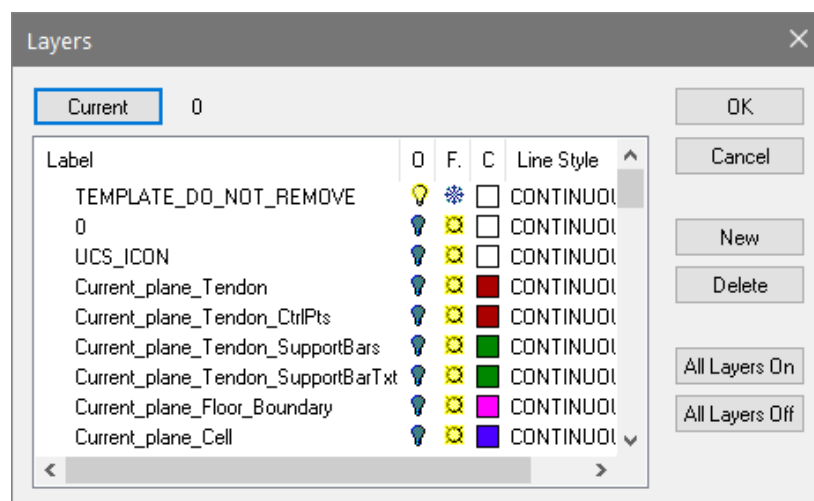 Layers
Current 0 OK
Label O F. C Line Style Cancel
TEMPLATE_DO_NOT_REMOVE CONTINUOU
0 CONTINUOU
UCS_ICON CONTINUOU
New
Current_plane_Tendon CONTINUOU
Delete
Current_plane_Tendon_CtrlPts CONTINUOU
Current_plane_Tendon_SupportBars CONTINUOU
Current_plane_Tendon_SupportBarTxt CONTINUOU
All Layers On
Current_plane_Floor_Boundary CONTINUOU
All Layers Off
Current_plane_Cell CONTINUOU